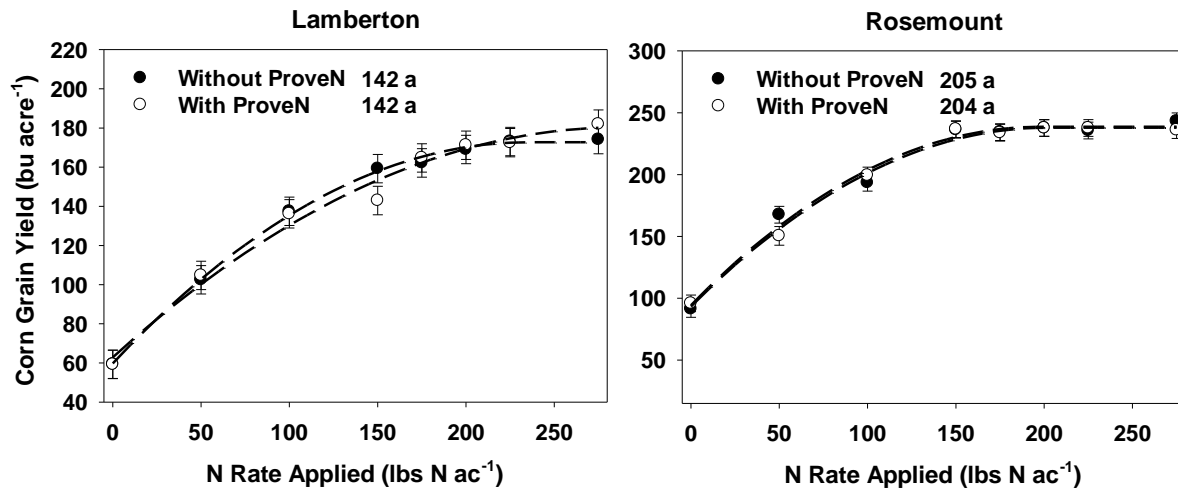 Lamberton
Corn Grain Yield (bu acre⁻¹)
220
200
180
160
140
120
100
80
60
40
Without ProveN 142 a
With ProveN 142 a
0 50 100 150 200 250
N Rate Applied (lbs N ac⁻¹)
Rosemount
300
250
200
150
100
50
Without ProveN 205 a
With ProveN 204 a
0 50 100 150 200 250
N Rate Applied (lbs N ac⁻¹)